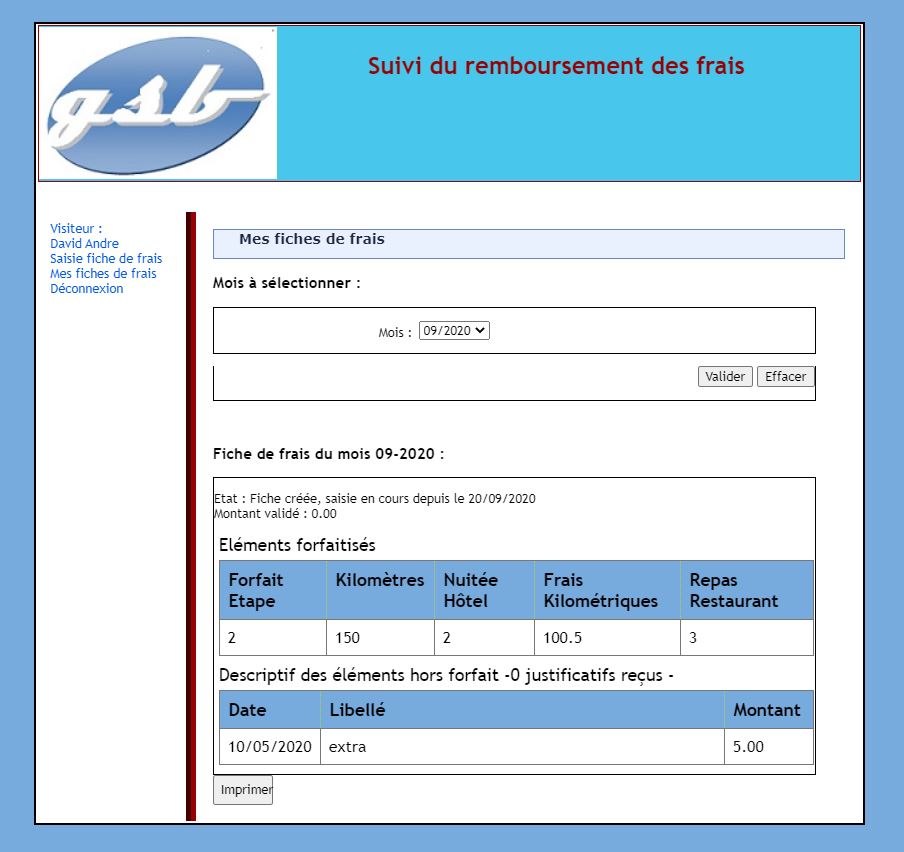 gsb
Suivi du remboursement des frais
Visiteur :
David Andre
Saisie fiche de frais
Mes fiches de frais
Déconnexion
Mes fiches de frais
Mois à sélectionner :
Mois : 09/2020
Valider Effacer
Fiche de frais du mois 09-2020 :
Etat : Fiche créée, saisie en cours depuis le 20/09/2020
Montant validé : 0.00
Eléments forfaitisés
Forfait Etape Kilomètres Nuitée Hôtel Frais Kilométriques Repas Restaurant
2 150 2 100.5 3
Descriptif des éléments hors forfait -0 justificatifs reçus -
Date Libellé Montant
10/05/2020 extra 5.00
Imprimer